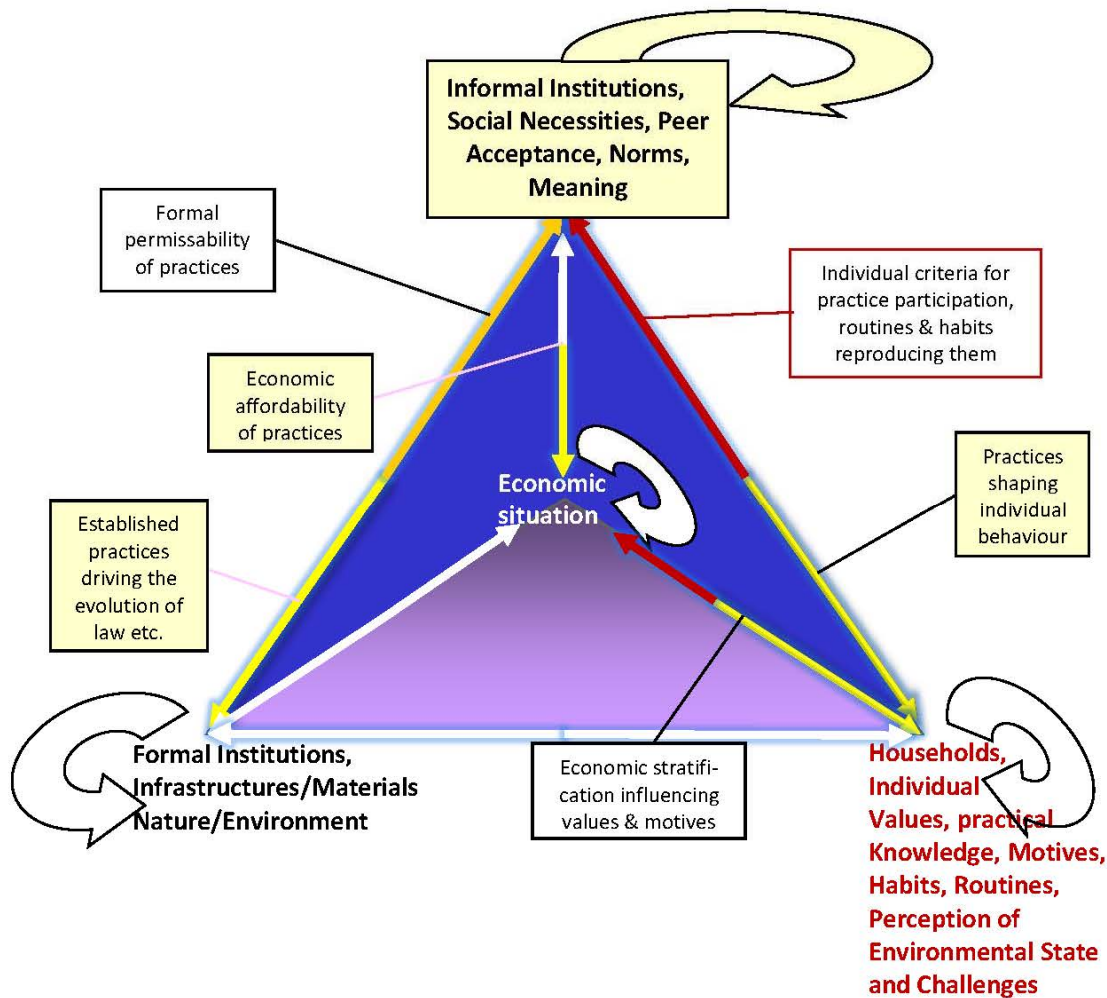 Informal Institutions,
Social Necessities, Peer
Acceptance, Norms,
Meaning
Formal
permissability
of practices
Individual criteria for
practice participation,
routines & habits
reproducing them
Economic
affordability
of practices
Practices
shaping
individual
behaviour
Economic
situation
Established
practices
driving the
evolution of
law etc.
Formal Institutions,
Infrastructures/Materials
Nature/Environment
Economic stratifi-
cation influencing
values & motives
Households,
Individual
Values, practical
Knowledge, Motives,
Habits, Routines,
Perception of
Environmental State
and Challenges